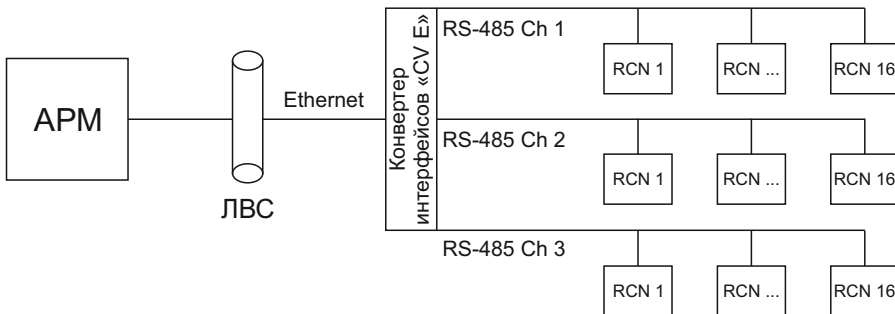 АРМ
ЛВС
Ethernet
Конвертер
интерфейсов «CV E»
RS-485 Ch 1
RCN 1
RCN ...
RCN 16
RS-485 Ch 2
RCN 1
RCN ...
RCN 16
RS-485 Ch 3
RCN 1
RCN ...
RCN 16